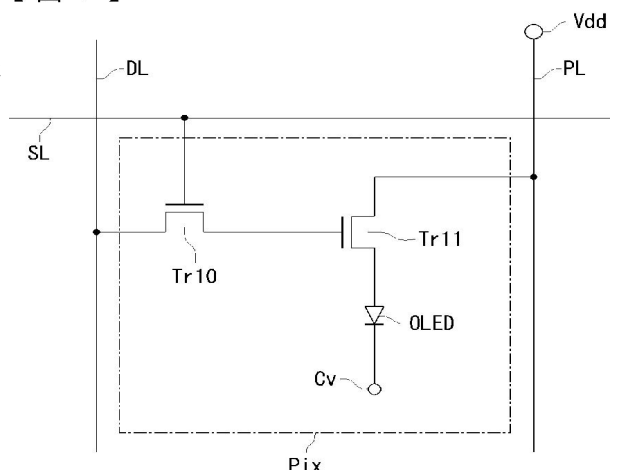 Vdd
DL
PL
SL
Tr10
Tr11
OLED
Cv
Pix